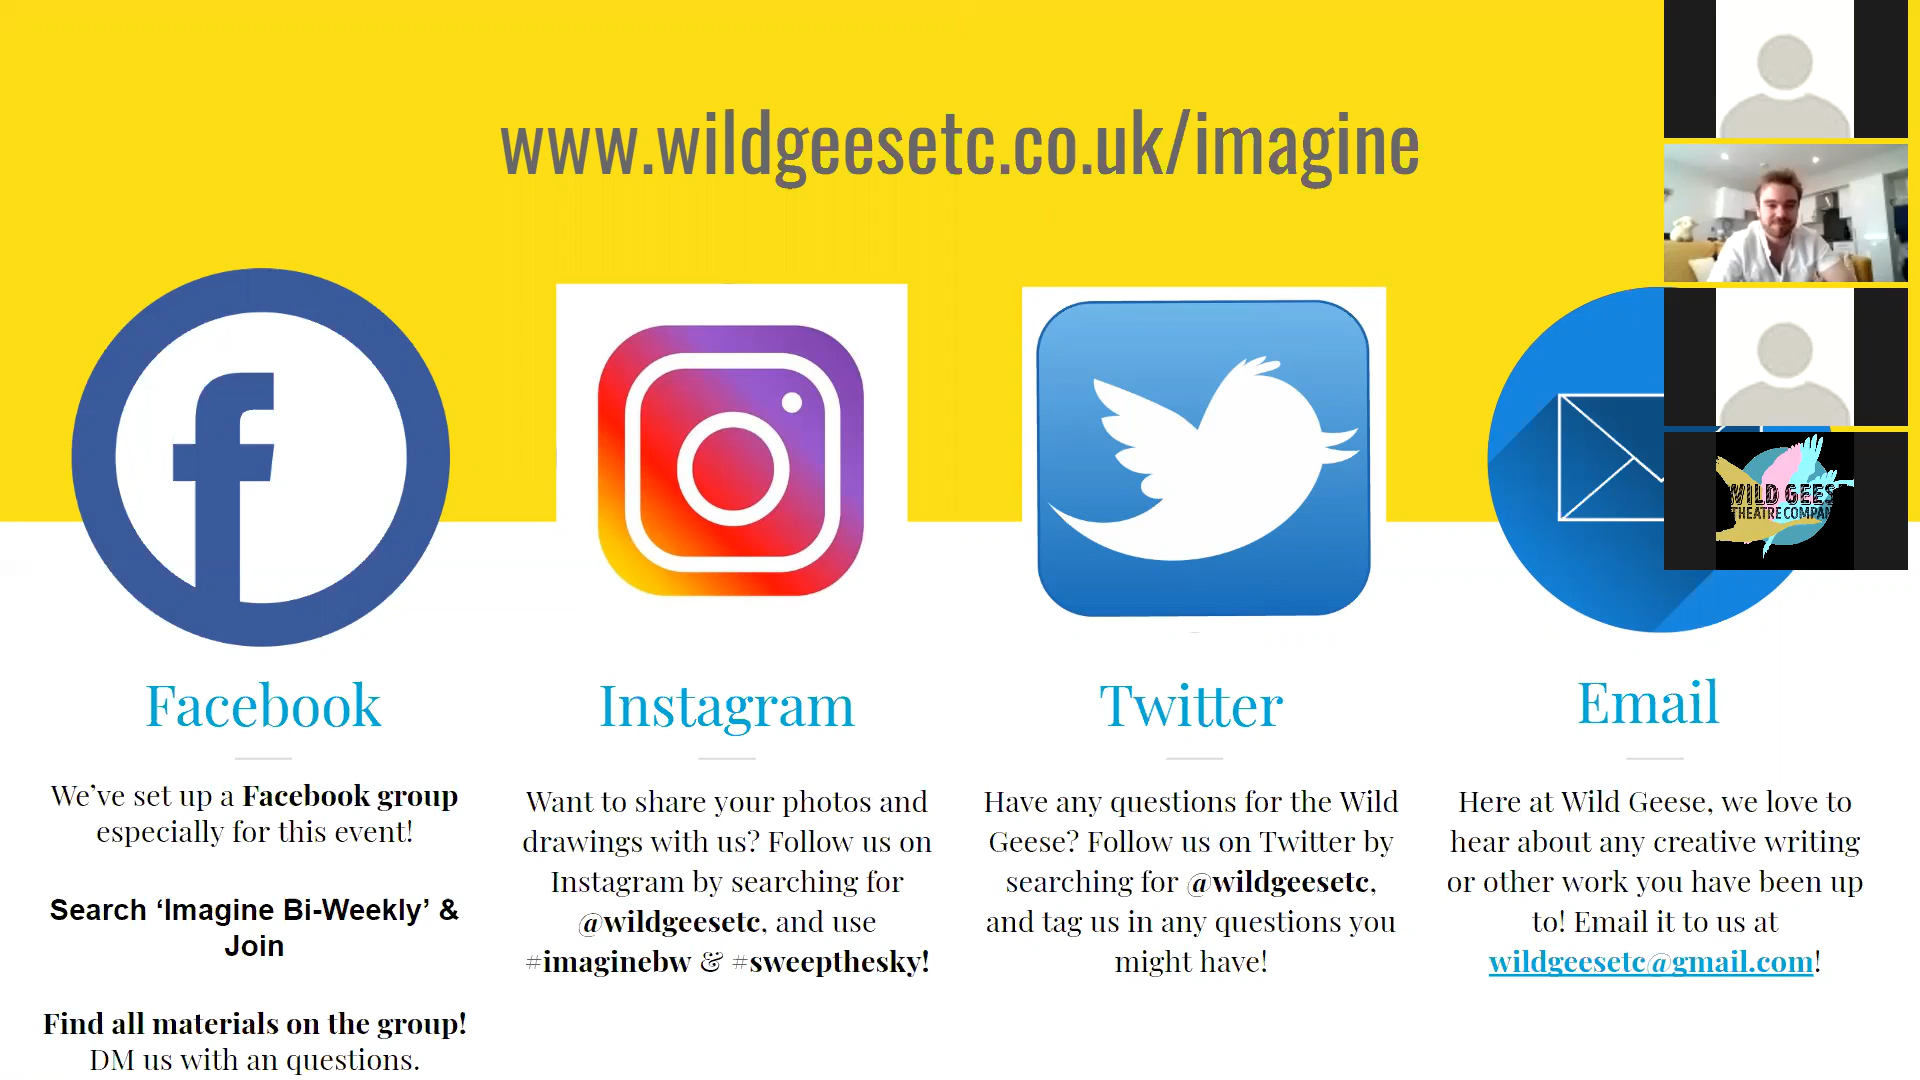 www.wildgeesetc.co.uk/imagine
WILD GEES
THEATRE COMPAN
Facebook
We’ve set up a Facebook group
especially for this event!
Search ‘Imagine Bi-Weekly’ &
Join
Find all materials on the group!
DM us with an questions.
Instagram
Want to share your photos and
drawings with us? Follow us on
Instagram by searching for
@wildgeesetc, and use
#imaginebw & #sweepthesky!
Twitter
Have any questions for the Wild
Geese? Follow us on Twitter by
searching for @wildgeesetc,
and tag us in any questions you
might have!
Email
Here at Wild Geese, we love to
hear about any creative writing
or other work you have been up
to! Email it to us at
wildgeesetc@gmail.com!